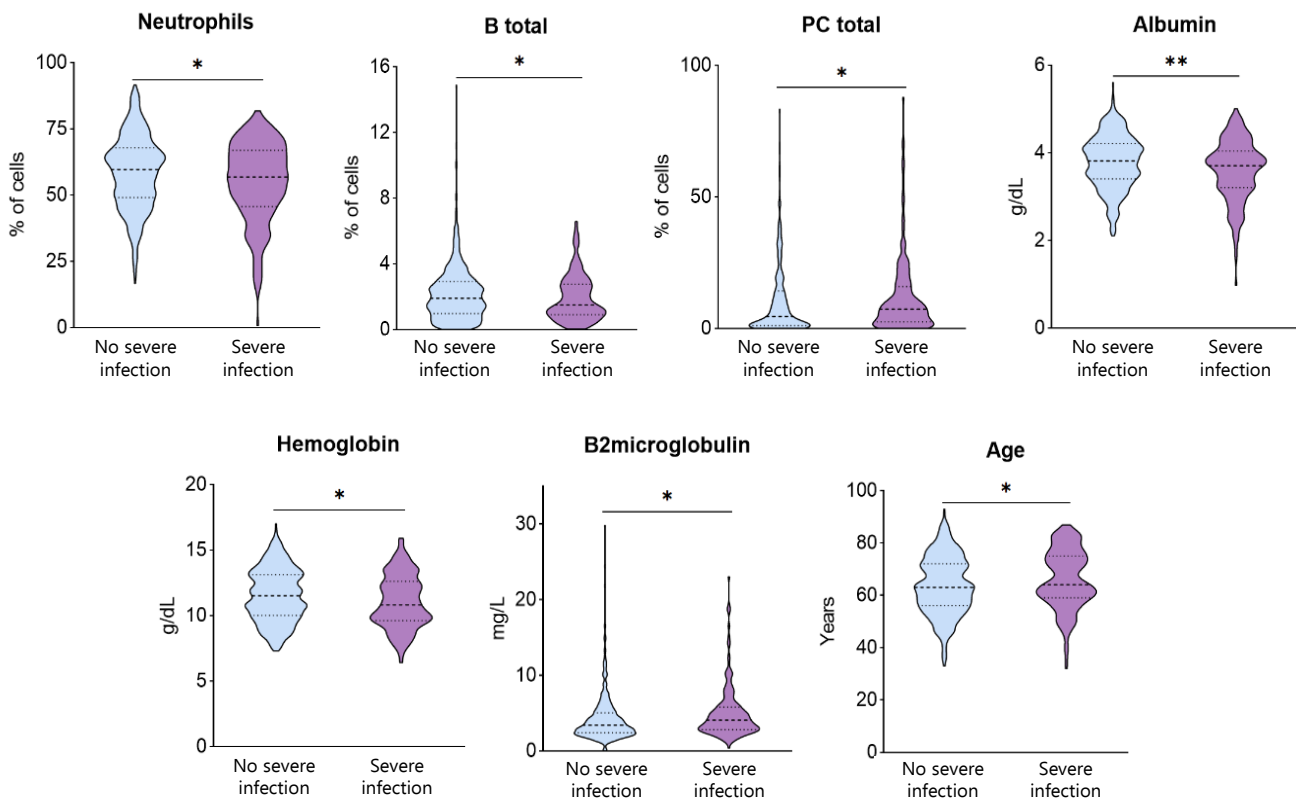 Neutrophils
*
100
75
50
25
0
% of cells
No severe
infection
Severe
infection
B total
*
16
12
8
4
0
% of cells
No severe
infection
Severe
infection
PC total
*
100
50
0
% of cells
No severe
infection
Severe
infection
Albumin
**
6
4
2
0
g/dL
No severe
infection
Severe
infection
Hemoglobin
*
20
15
10
5
0
g/dL
No severe
infection
Severe
infection
B2microglobulin
*
30
20
10
0
mg/L
No severe
infection
Severe
infection
Age
*
100
80
60
40
20
0
Years
No severe
infection
Severe
infection